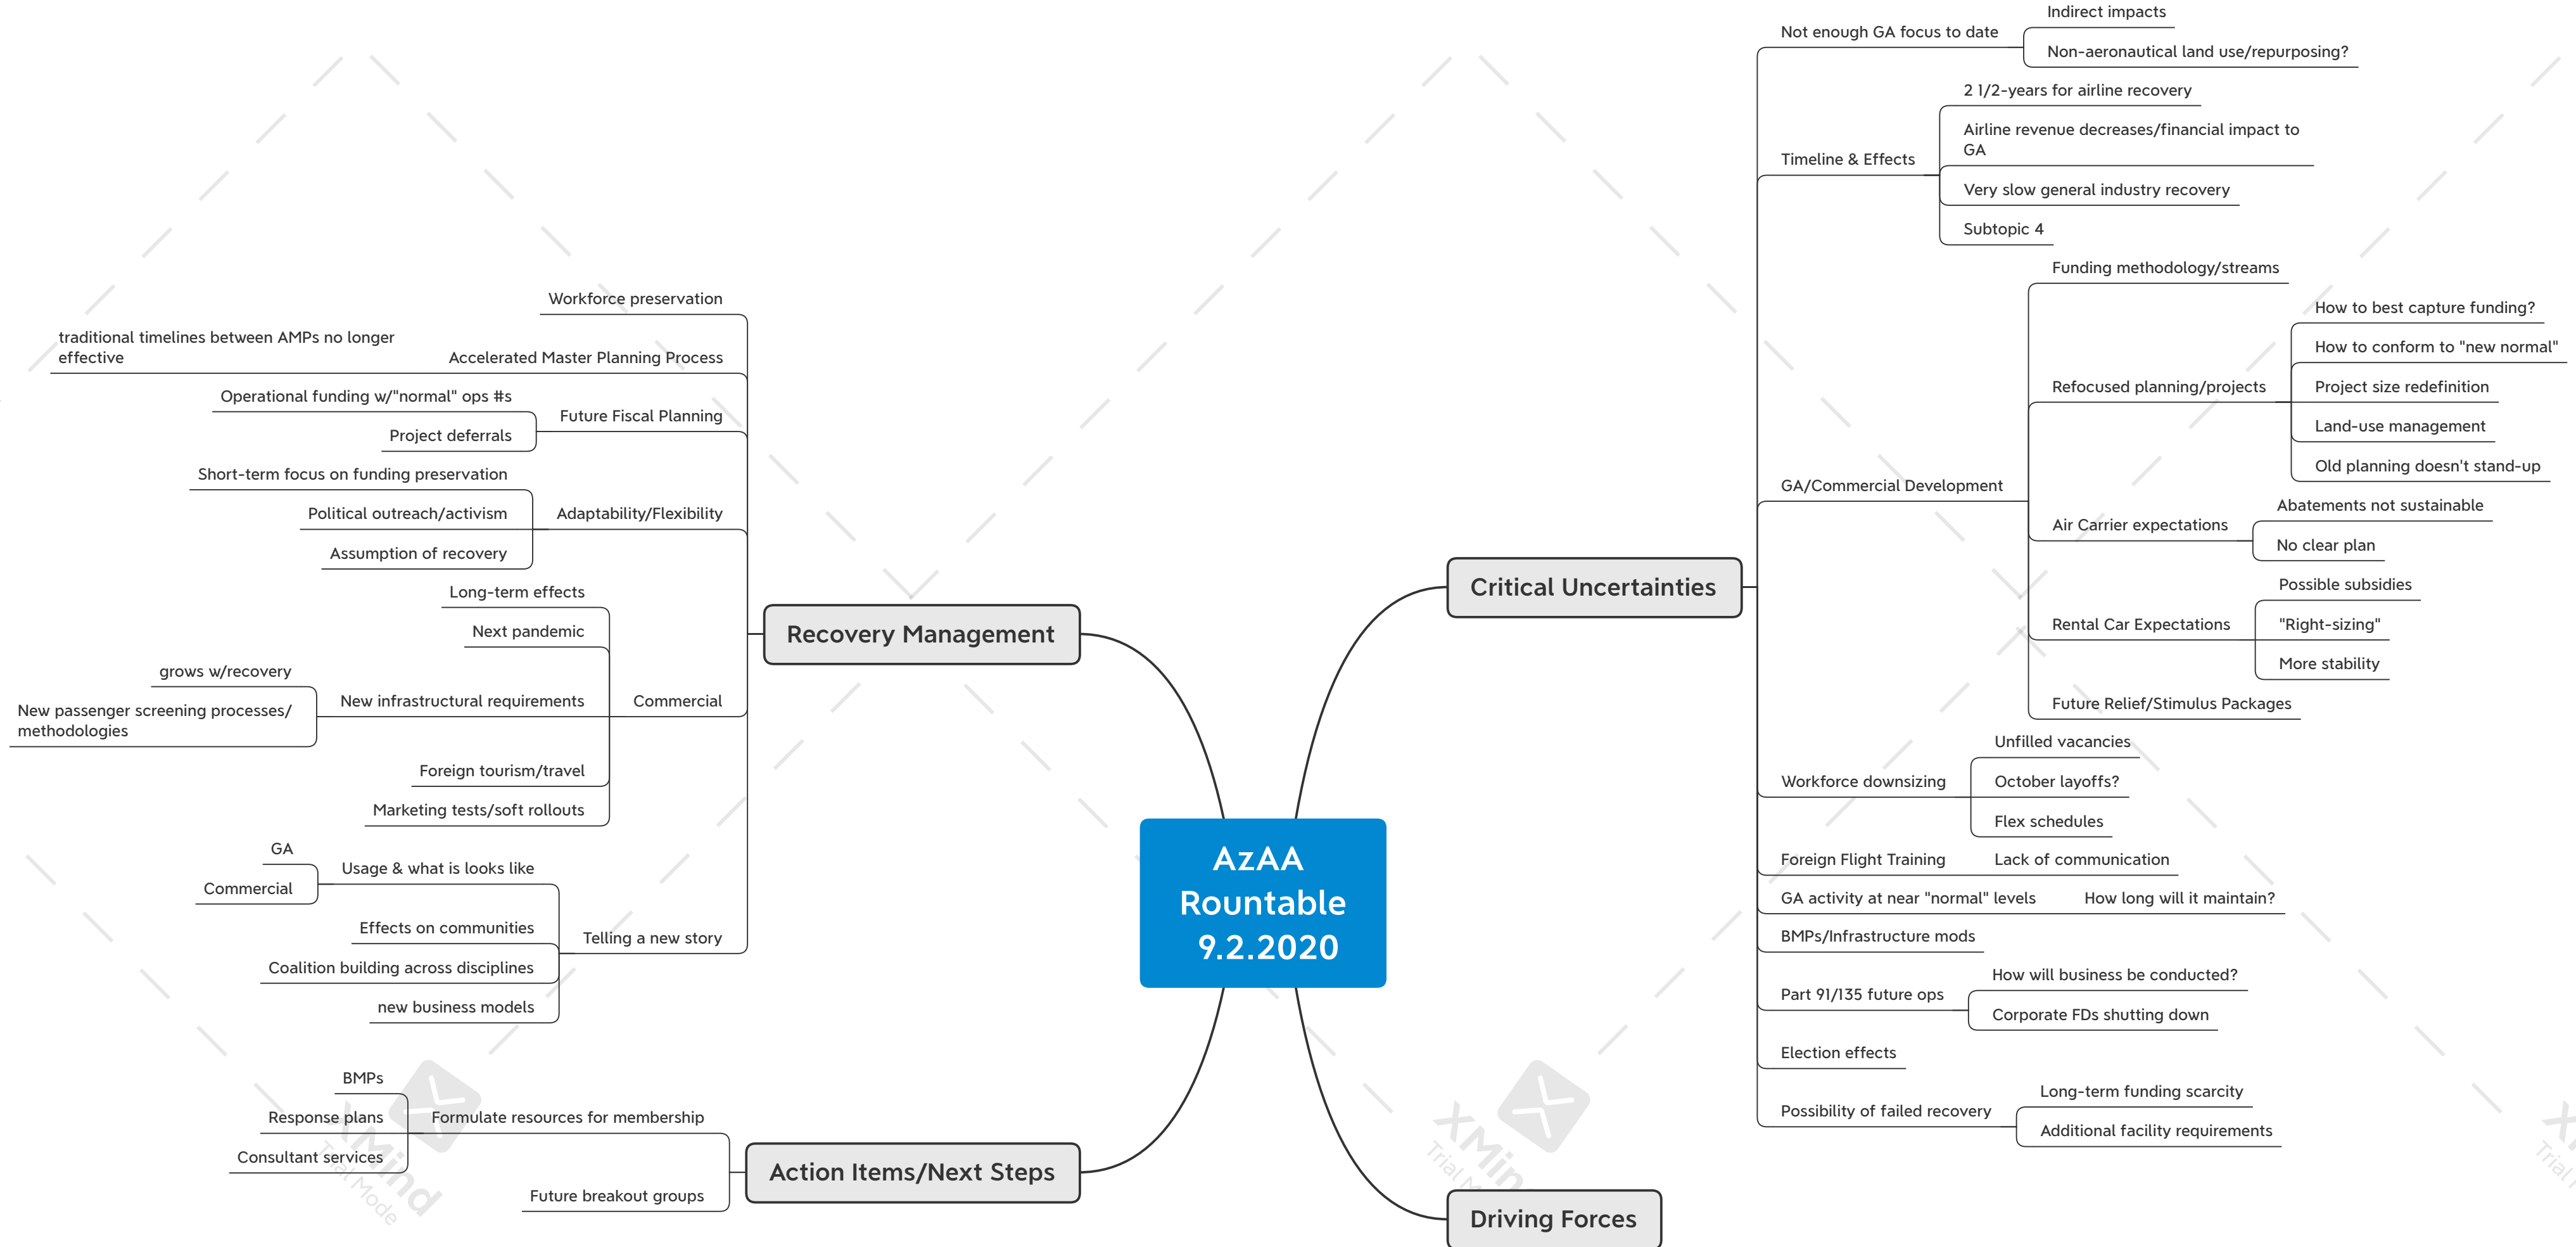 AzAA
Rountable
9.2.2020
Critical Uncertainties
Not enough GA focus to date
Indirect impacts
Non-aeronautical land use/repurposing?
Timeline & Effects
2 1/2-years for airline recovery
Airline revenue decreases/financial impact to
GA
Very slow general industry recovery
Subtopic 4
GA/Commercial Development
Funding methodology/streams
Refocused planning/projects
How to best capture funding?
How to conform to "new normal"
Project size redefinition
Land-use management
Old planning doesn't stand-up
Air Carrier expectations
Abatements not sustainable
No clear plan
Rental Car Expectations
Possible subsidies
"Right-sizing"
More stability
Future Relief/Stimulus Packages
Workforce downsizing
Unfilled vacancies
October layoffs?
Flex schedules
Foreign Flight Training
Lack of communication
GA activity at near "normal" levels
How long will it maintain?
BMPs/Infrastructure mods
Part 91/135 future ops
How will business be conducted?
Corporate FDs shutting down
Election effects
Possibility of failed recovery
Long-term funding scarcity
Additional facility requirements
Driving Forces
Recovery Management
Workforce preservation
Accelerated Master Planning Process
traditional timelines between AMPs no longer
effective
Future Fiscal Planning
Operational funding w/"normal" ops #s
Project deferrals
Adaptability/Flexibility
Short-term focus on funding preservation
Political outreach/activism
Assumption of recovery
Commercial
Long-term effects
Next pandemic
New infrastructural requirements
grows w/recovery
New passenger screening processes/
methodologies
Foreign tourism/travel
Marketing tests/soft rollouts
Telling a new story
Usage & what is looks like
GA
Commercial
Effects on communities
Coalition building across disciplines
new business models
Action Items/Next Steps
Formulate resources for membership
BMPs
Response plans
Consultant services
Future breakout groups
XMind
Trial Mode